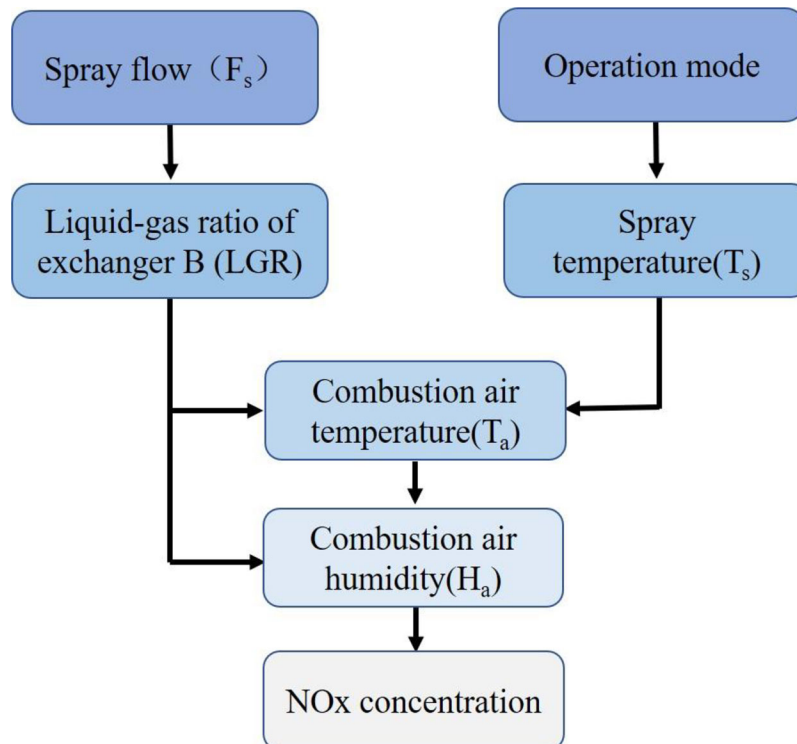 Spray flow（Fₛ）
Operation mode
Liquid-gas ratio of
exchanger B (LGR)
Spray
temperature(Tₛ)
Combustion air
temperature(Tₐ)
Combustion air
humidity(Hₐ)
NOx concentration